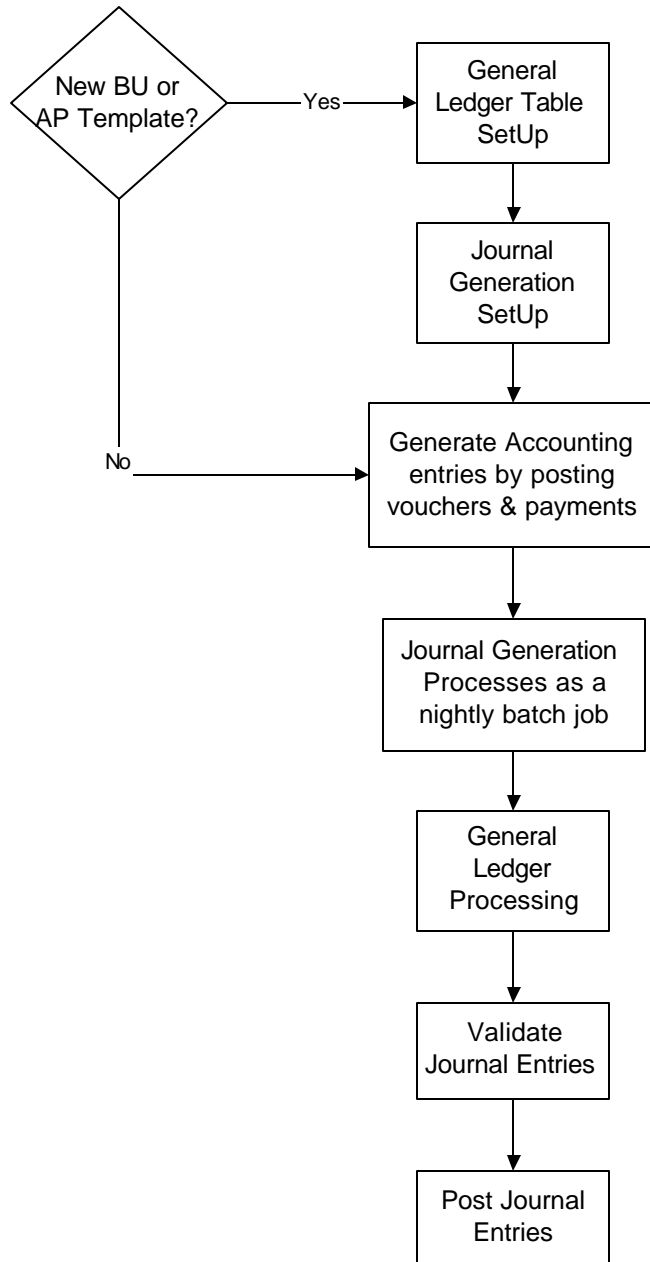 New BU or
AP Template?
Yes
General
Ledger Table
SetUp
Journal
Generation
SetUp
No
Generate Accounting
entries by posting
vouchers & payments
Journal Generation
Processes as a
nightly batch job
General
Ledger
Processing
Validate
Journal Entries
Post Journal
Entries